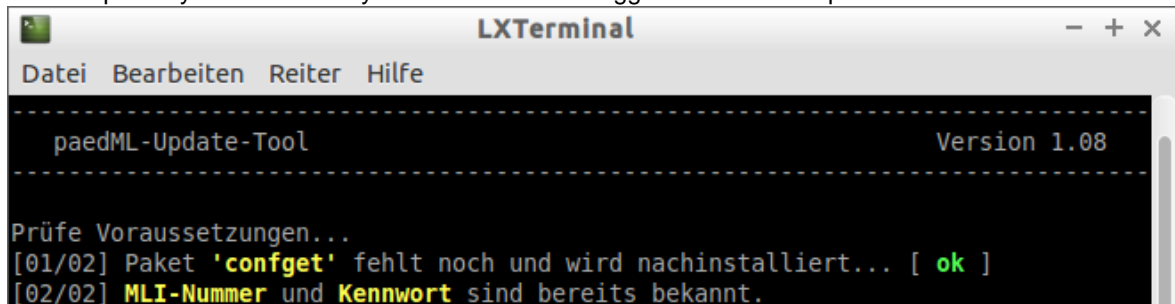 LXTerminal
Datei Bearbeiten Reiter Hilfe
paedML-Update-Tool Version 1.08
Prüfe Voraussetzungen...
[01/02] Paket 'confget' fehlt noch und wird nachinstalliert... [ ok ]
[02/02] MLI-Nummer und Kennwort sind bereits bekannt.